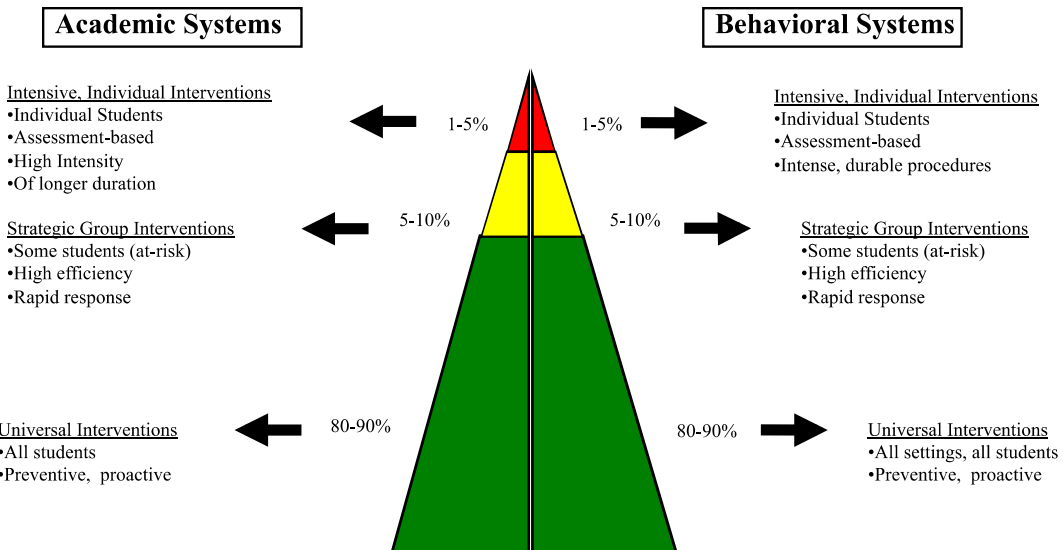 Academic Systems
Behavioral Systems
Intensive, Individual Interventions
•Individual Students
•Assessment-based
•High Intensity
•Of longer duration
1-5%
1-5%
Intensive, Individual Interventions
•Individual Students
•Assessment-based
•Intense, durable procedures
Strategic Group Interventions
•Some students (at-risk)
•High efficiency
•Rapid response
5-10%
5-10%
Strategic Group Interventions
•Some students (at-risk)
•High efficiency
•Rapid response
Universal Interventions
•All students
•Preventive, proactive
80-90%
80-90%
Universal Interventions
•All settings, all students
•Preventive, proactive